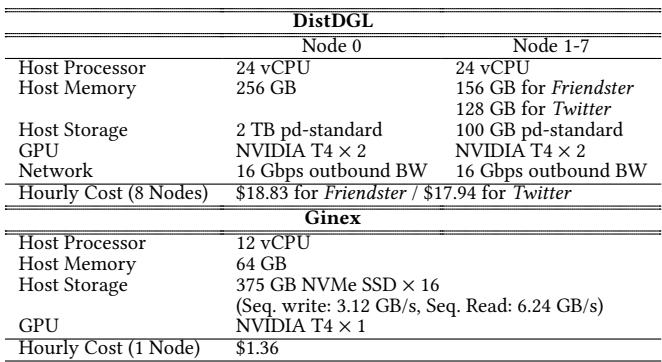 DistDGL
Node 0 Node 1-7
Host Processor 24 vCPU 24 vCPU
Host Memory 256 GB 156 GB for Friendster
128 GB for Twitter
Host Storage 2 TB pd-standard 100 GB pd-standard
GPU NVIDIA T4 × 2 NVIDIA T4 × 2
Network 16 Gbps outbound BW 16 Gbps outbound BW
Hourly Cost (8 Nodes) $18.83 for Friendster / $17.94 for Twitter
Ginex
Host Processor 12 vCPU
Host Memory 64 GB
Host Storage 375 GB NVMe SSD × 16
(Seq. write: 3.12 GB/s, Seq. Read: 6.24 GB/s)
GPU NVIDIA T4 × 1
Hourly Cost (1 Node) $1.36